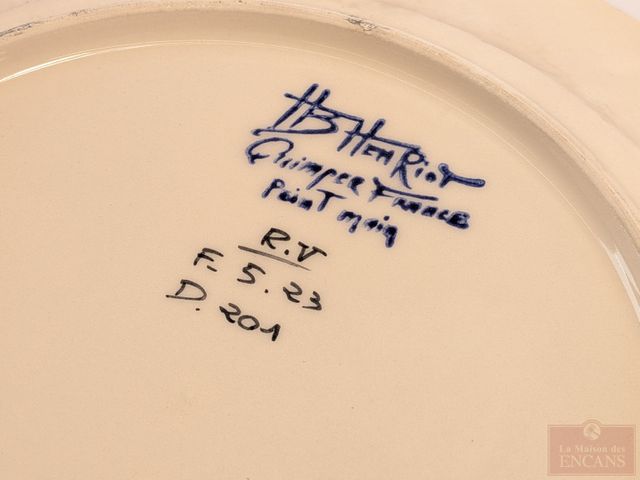 HB HenRiot
Quimper France
Peint main
R.V
F. 5.23
D. 201
La Maison des
ENCANS